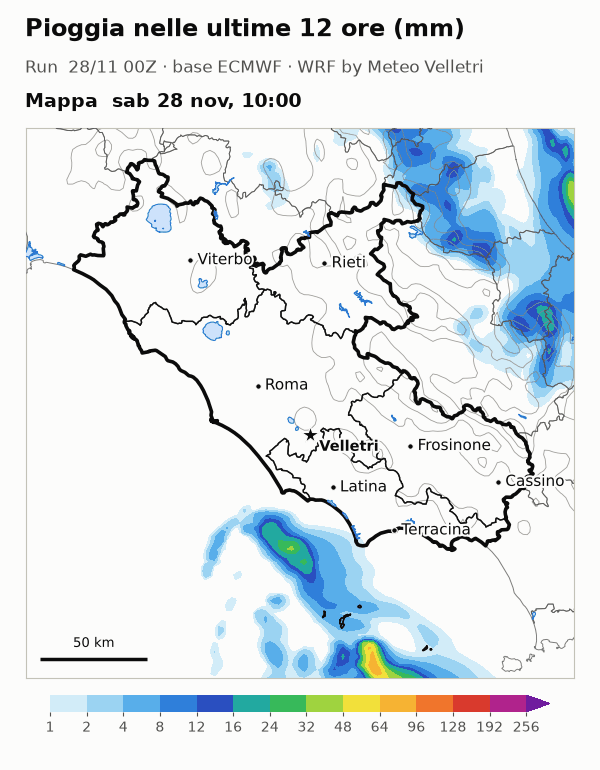 Pioggia nelle ultime 12 ore (mm)
Run  28/11 00Z · base ECMWF · WRF by Meteo Velletri
Mappa  sab 28 nov, 10:00
Viterbo
Rieti
Roma
Velletri
Frosinone
Latina
Cassino
Terracina
50 km
1 2 4 8 12 16 24 32 48 64 96 128 192 256